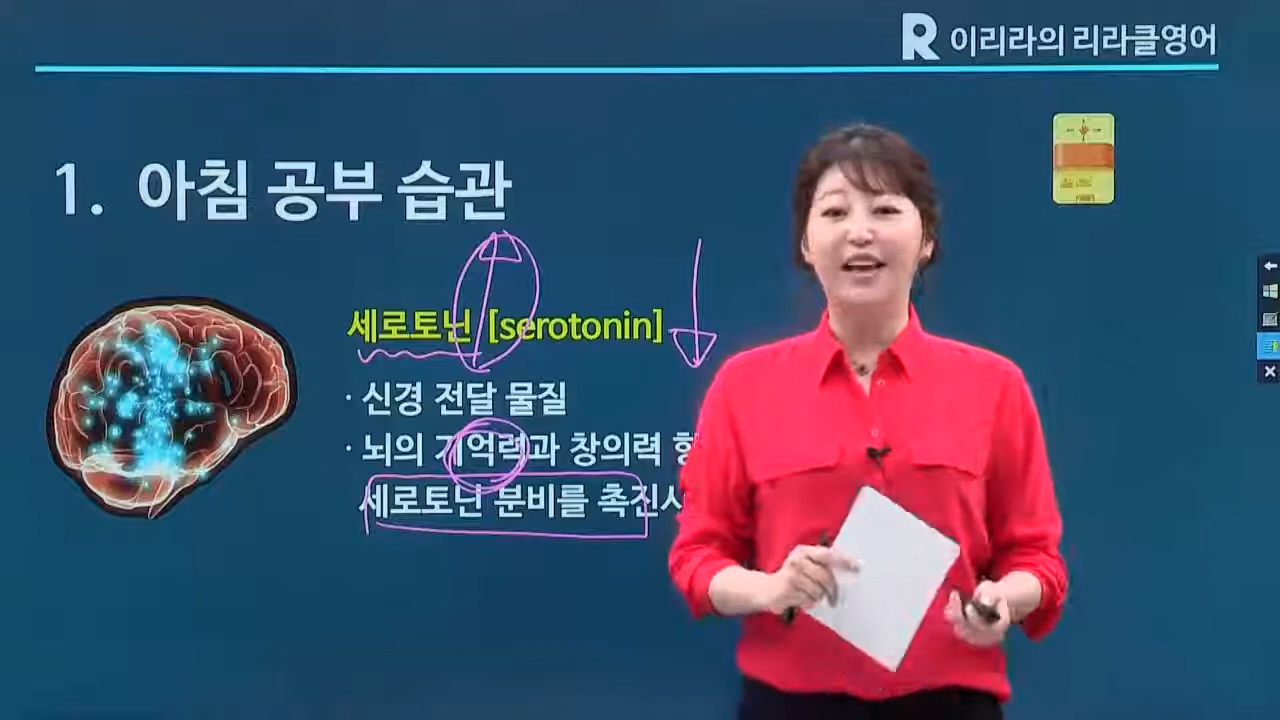 이리라의 리라클영어
1. 아침 공부 습관
세로토닌 [serotonin]
· 신경 전달 물질
· 뇌의 기억력과 창의력
세로토닌 분비를